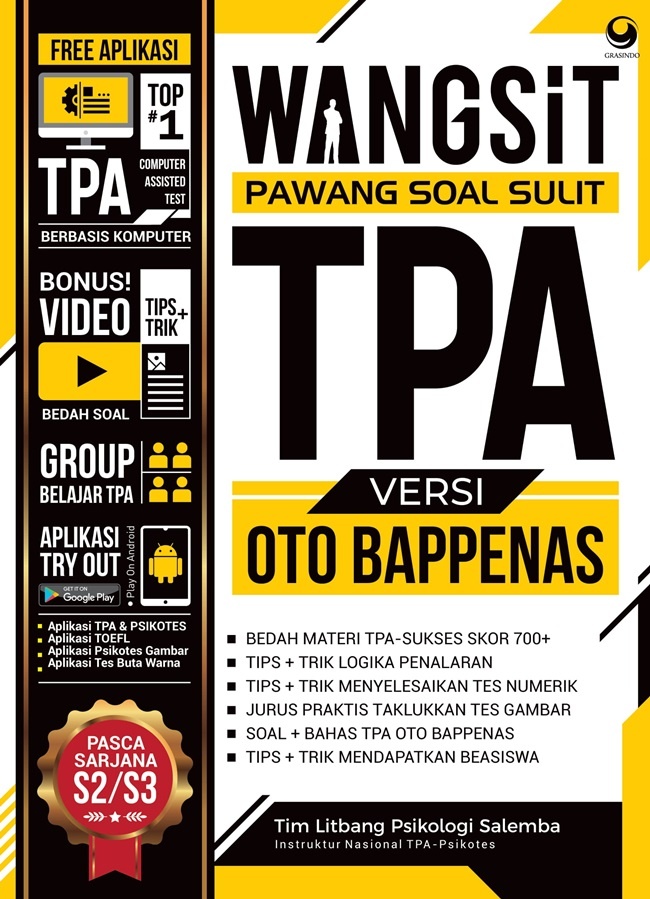 FREE APLIKASI
TOP
#1
TPA
COMPUTER
ASSISTED
TEST
BERBASIS KOMPUTER
BONUS!
VIDEO
TIPS+
TRIK
BEDAH SOAL
GROUP
BELAJAR TPA
APLIKASI
TRY OUT
GET IT ON
Google Play
• Play On Android
Aplikasi TPA & PSIKOTES
Aplikasi TOEFL
Aplikasi Psikotes Gambar
Aplikasi Tes Buta Warna
PASCA
SARJANA
S2/S3
GRASINDO
WANGSiT
PAWANG SOAL SULIT
TPA
VERSI
OTO BAPPENAS
BEDAH MATERI TPA-SUKSES SKOR 700+
TIPS + TRIK LOGIKA PENALARAN
TIPS + TRIK MENYELESAIKAN TES NUMERIK
JURUS PRAKTIS TAKLUKKAN TES GAMBAR
SOAL + BAHAS TPA OTO BAPPENAS
TIPS + TRIK MENDAPATKAN BEASISWA
Tim Litbang Psikologi Salemba
Instruktur Nasional TPA-Psikotes